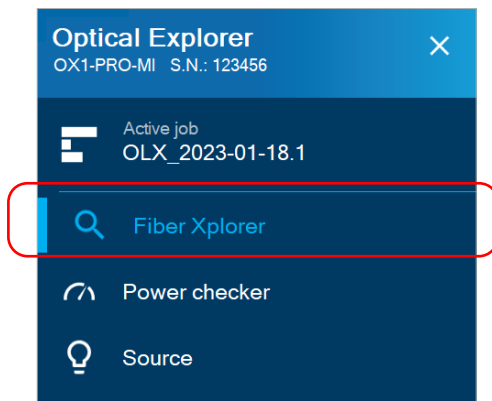 Optical Explorer
OX1-PRO-MI S.N.: 123456
Active job
OLX_2023-01-18.1
Fiber Xplorer
Power checker
Source